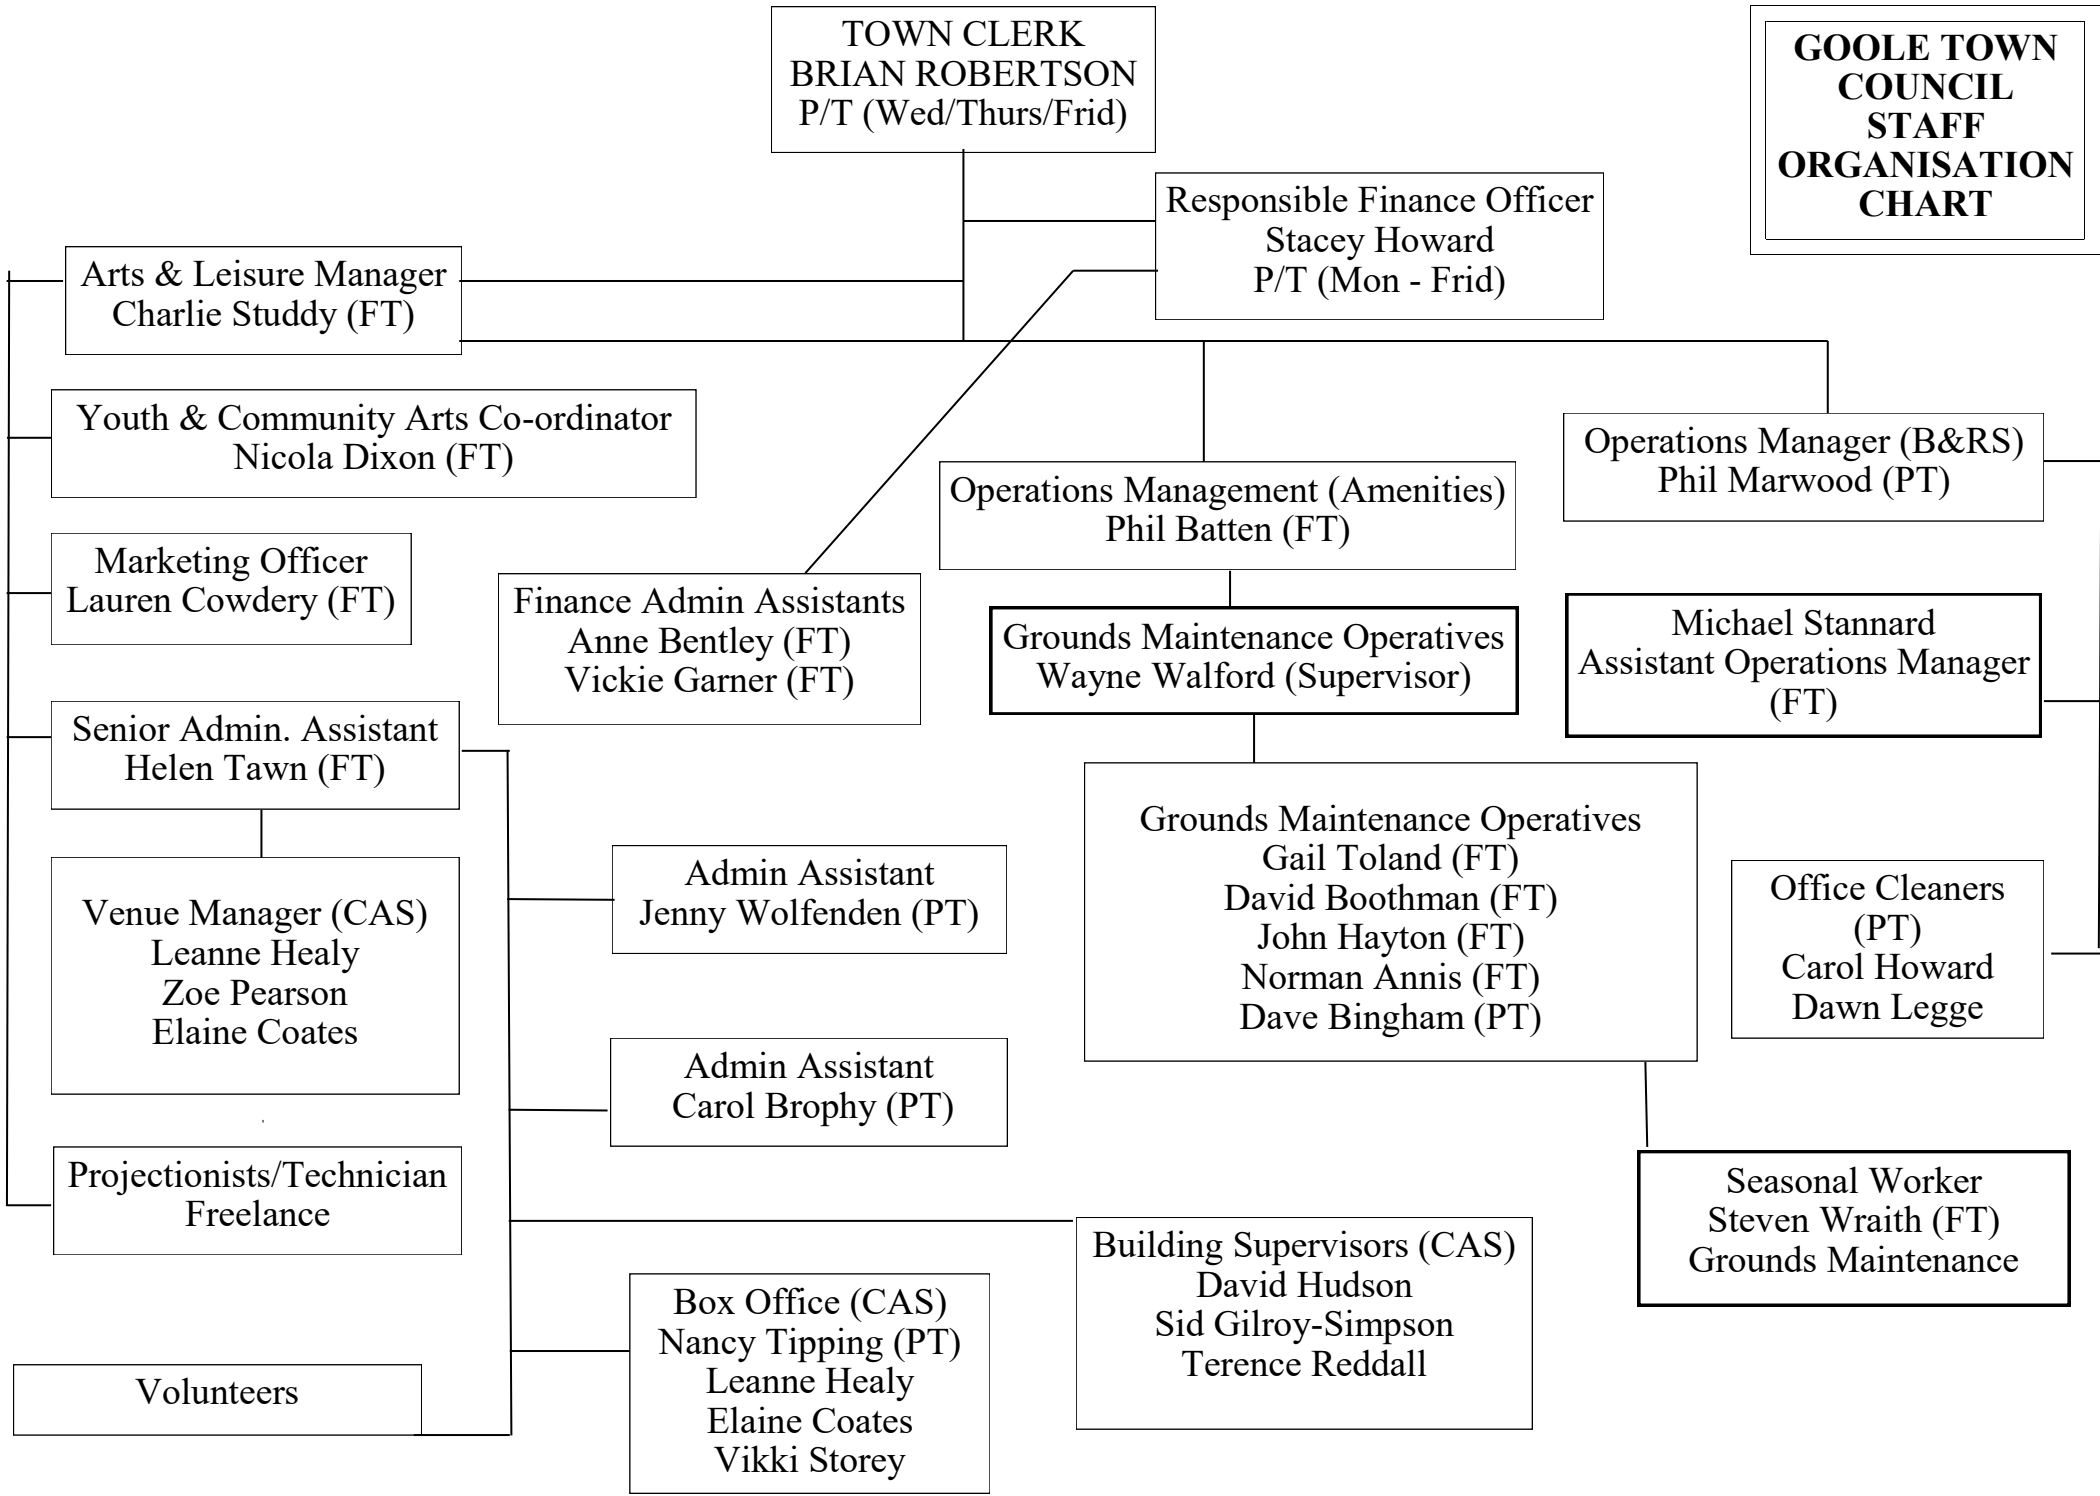 TOWN CLERK
BRIAN ROBERTSON
P/T (Wed/Thurs/Frid)
GOOLE TOWN
COUNCIL
STAFF
ORGANISATION
CHART
Responsible Finance Officer
Stacey Howard
P/T (Mon - Frid)
Arts & Leisure Manager
Charlie Studdy (FT)
Youth & Community Arts Co-ordinator
Nicola Dixon (FT)
Operations Manager (B&RS)
Phil Marwood (PT)
Operations Management (Amenities)
Phil Batten (FT)
Marketing Officer
Lauren Cowdery (FT)
Finance Admin Assistants
Anne Bentley (FT)
Vickie Garner (FT)
Grounds Maintenance Operatives
Wayne Walford (Supervisor)
Michael Stannard
Assistant Operations Manager
(FT)
Senior Admin. Assistant
Helen Tawn (FT)
Grounds Maintenance Operatives
Gail Toland (FT)
David Boothman (FT)
John Hayton (FT)
Norman Annis (FT)
Dave Bingham (PT)
Admin Assistant
Jenny Wolfenden (PT)
Office Cleaners
(PT)
Carol Howard
Dawn Legge
Venue Manager (CAS)
Leanne Healy
Zoe Pearson
Elaine Coates
Admin Assistant
Carol Brophy (PT)
Projectionists/Technician
Freelance
Seasonal Worker
Steven Wraith (FT)
Grounds Maintenance
Building Supervisors (CAS)
David Hudson
Sid Gilroy-Simpson
Terence Reddall
Box Office (CAS)
Nancy Tipping (PT)
Leanne Healy
Elaine Coates
Vikki Storey
Volunteers